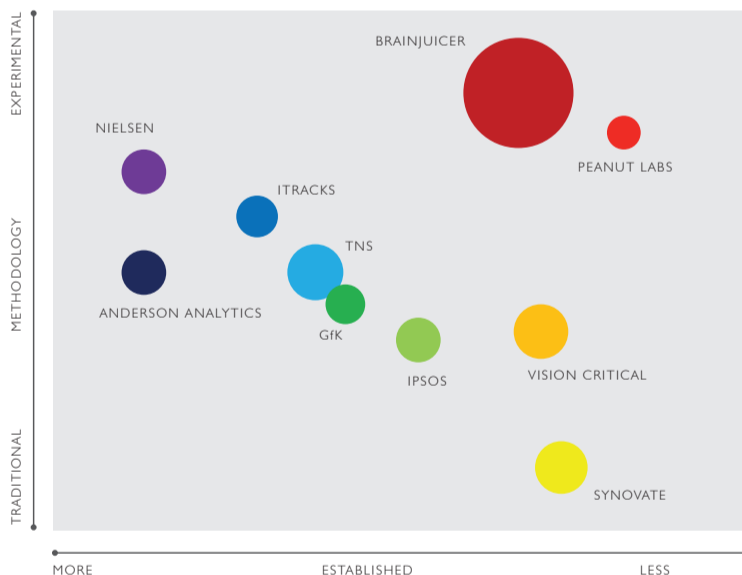 EXPERIMENTAL
METHODOLOGY
TRADITIONAL
BRAINJUICER
NIELSEN
PEANUT LABS
ITRACKS
TNS
ANDERSON ANALYTICS
GfK
IPSOS
VISION CRITICAL
SYNOVATE
MORE
ESTABLISHED
LESS